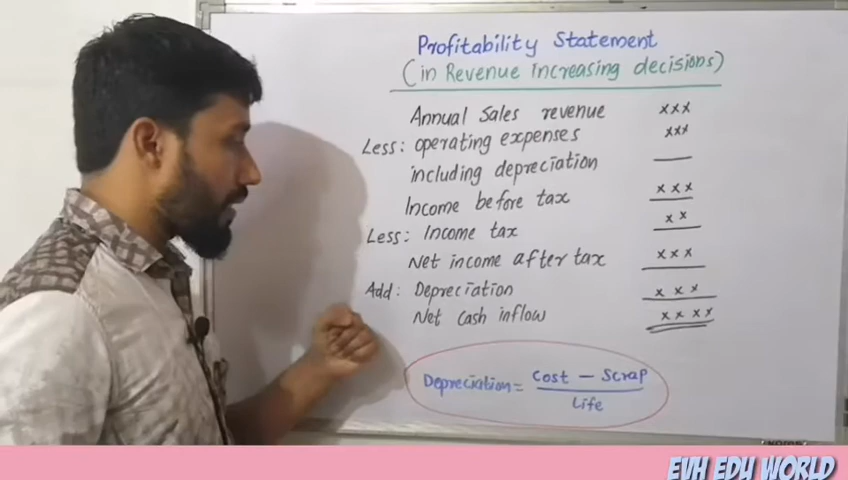 Profitability Statement
(in Revenue increasing decisions)
Annual Sales revenue xxx
Less: operating expenses xxx
including depreciation
Income before tax xxx
Less: Income tax xx
Net income after tax xxx
Add: Depreciation xxx
Net cash inflow xxxx
Depreciation = Cost - Scrap
Life
EVH EDU WORLD